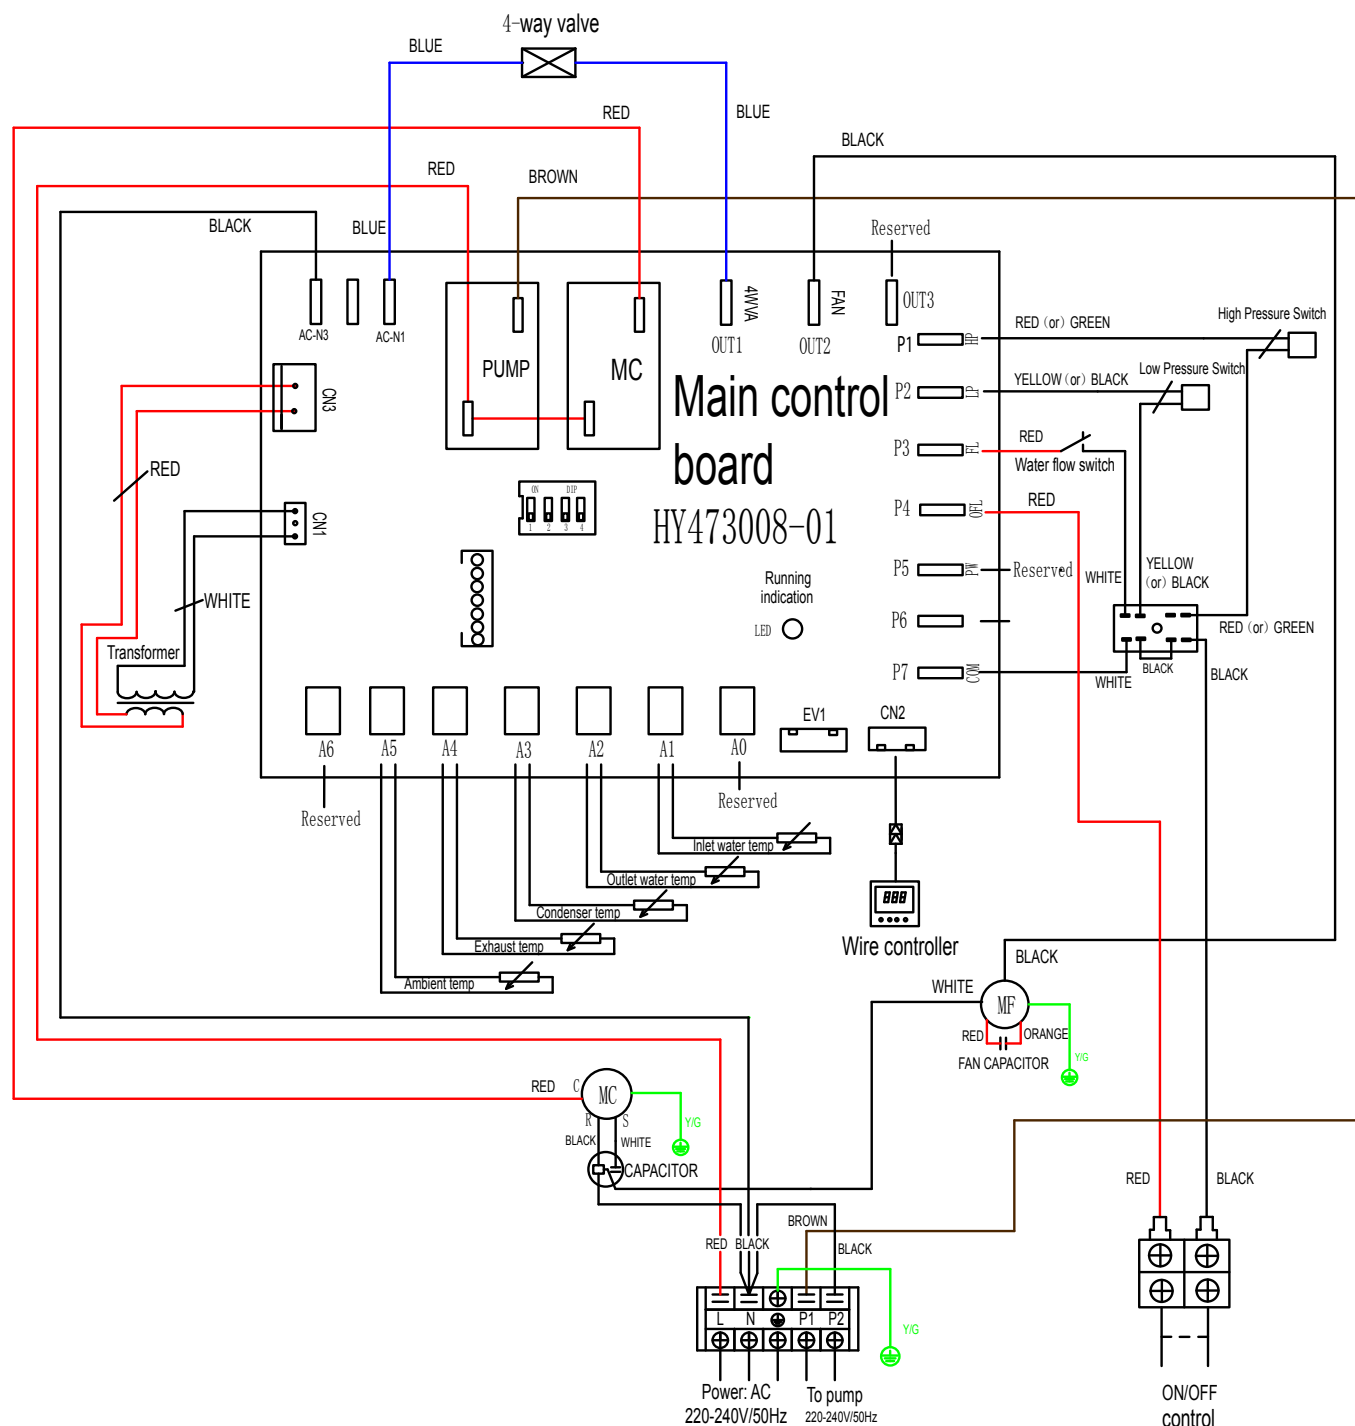 4-way valve
BLUE
BLUE
RED
BLACK
RED
BROWN
BLACK
BLUE
Reserved
AC-N3
AC-N1
4WVA
FAN
OUT3
OUT1
OUT2
PUMP
MC
P1
HP
RED (or) GREEN
High Pressure Switch
CN3
Main control
board
HY473008-01
P2
LP
YELLOW (or) BLACK
Low Pressure Switch
P3
FL
RED
Water flow switch
RED
ON DIP
1 2 3 4
P4
OFL
RED
CN1
P5
PW
Reserved
WHITE
YELLOW
(or) BLACK
Running
indication
LED
WHITE
P6
RED (or) GREEN
Transformer
P7
COM
WHITE
BLACK
BLACK
A6
A5
A4
A3
A2
A1
A0
EV1
CN2
Reserved
Reserved
Inlet water temp
Outlet water temp
Condenser temp
Exhaust temp
Ambient temp
888
Wire controller
BLACK
WHITE
MF
RED
ORANGE
FAN CAPACITOR
Y/G
RED
C
MC
R
S
Y/G
BLACK
WHITE
CAPACITOR
RED
BLACK
BROWN
BLACK
RED
BLACK
L
N
P1
P2
Y/G
Power: AC
220-240V/50Hz
To pump
220-240V/50Hz
ON/OFF
control